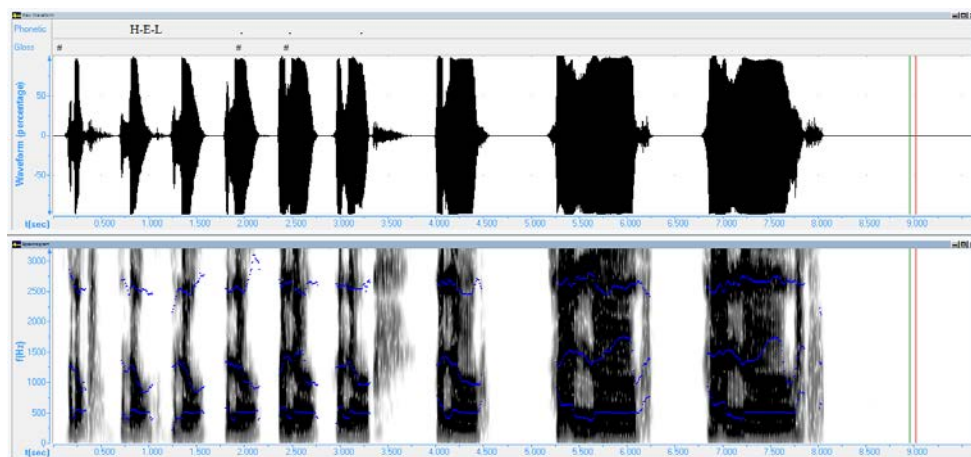 Raw Waveform
Phonetic H-E-L . . .
Gloss # # #
Waveform (percentage)
50
0
-50
t(sec) 0.500 1.000 1.500 2.000 2.500 3.000 3.500 4.000 4.500 5.000 5.500 6.000 6.500 7.000 7.500 8.000 9.000
Spectrogram
f(Hz)
3000
2500
2000
1500
1000
500
0
t(sec) 0.500 1.000 1.500 2.000 2.500 3.000 3.500 4.000 4.500 5.000 5.500 6.000 6.500 7.000 7.500 8.000 9.000